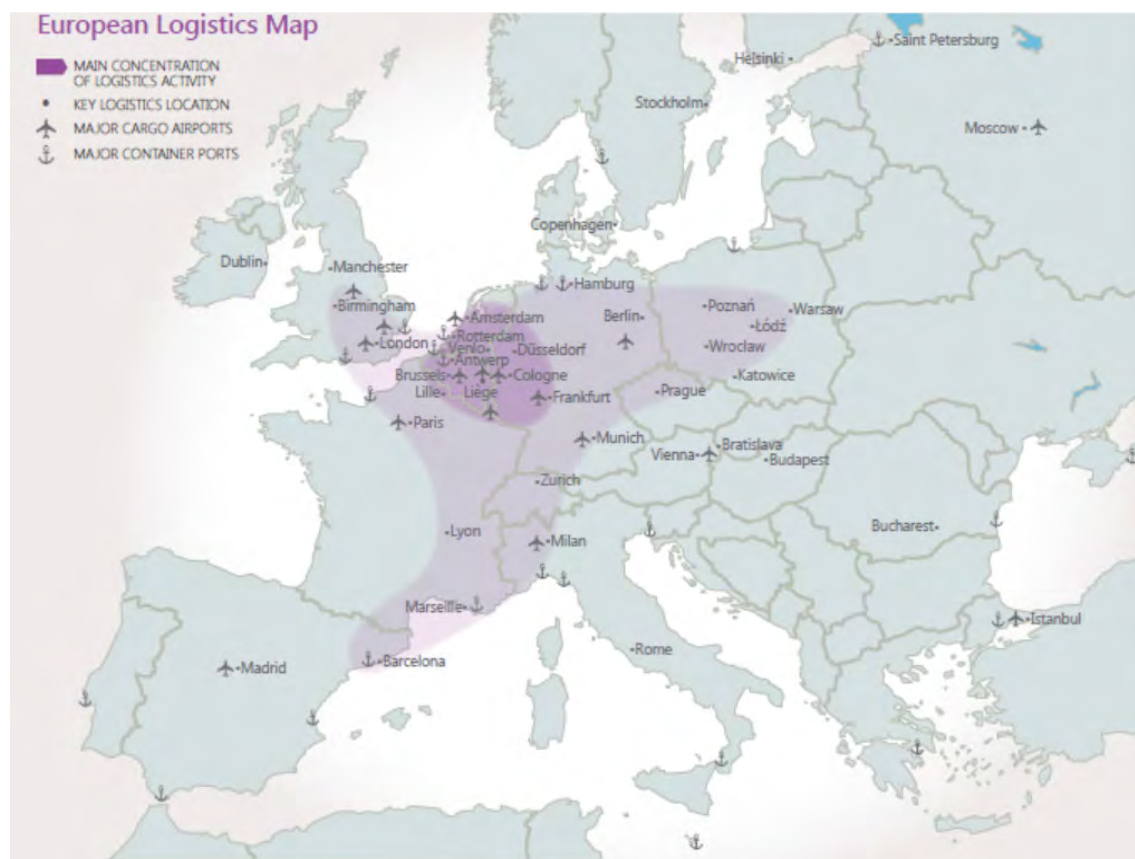 European Logistics Map
MAIN CONCENTRATION
OF LOGISTICS ACTIVITY
KEY LOGISTICS LOCATION
MAJOR CARGO AIRPORTS
MAJOR CONTAINER PORTS
Saint Petersburg
Helsinki
Stockholm
Moscow
Copenhagen
Dublin
Manchester
Hamburg
Birmingham
Poznań
Warsaw
Amsterdam
Berlin
Łódź
Rotterdam
London
Venlo
Düsseldorf
Wrocław
Antwerp
Brussels
Cologne
Katowice
Lille
Liège
Frankfurt
Prague
Paris
Munich
Bratislava
Vienna
Budapest
Zurich
Lyon
Bucharest
Milan
Marseille
Istanbul
Rome
Barcelona
Madrid